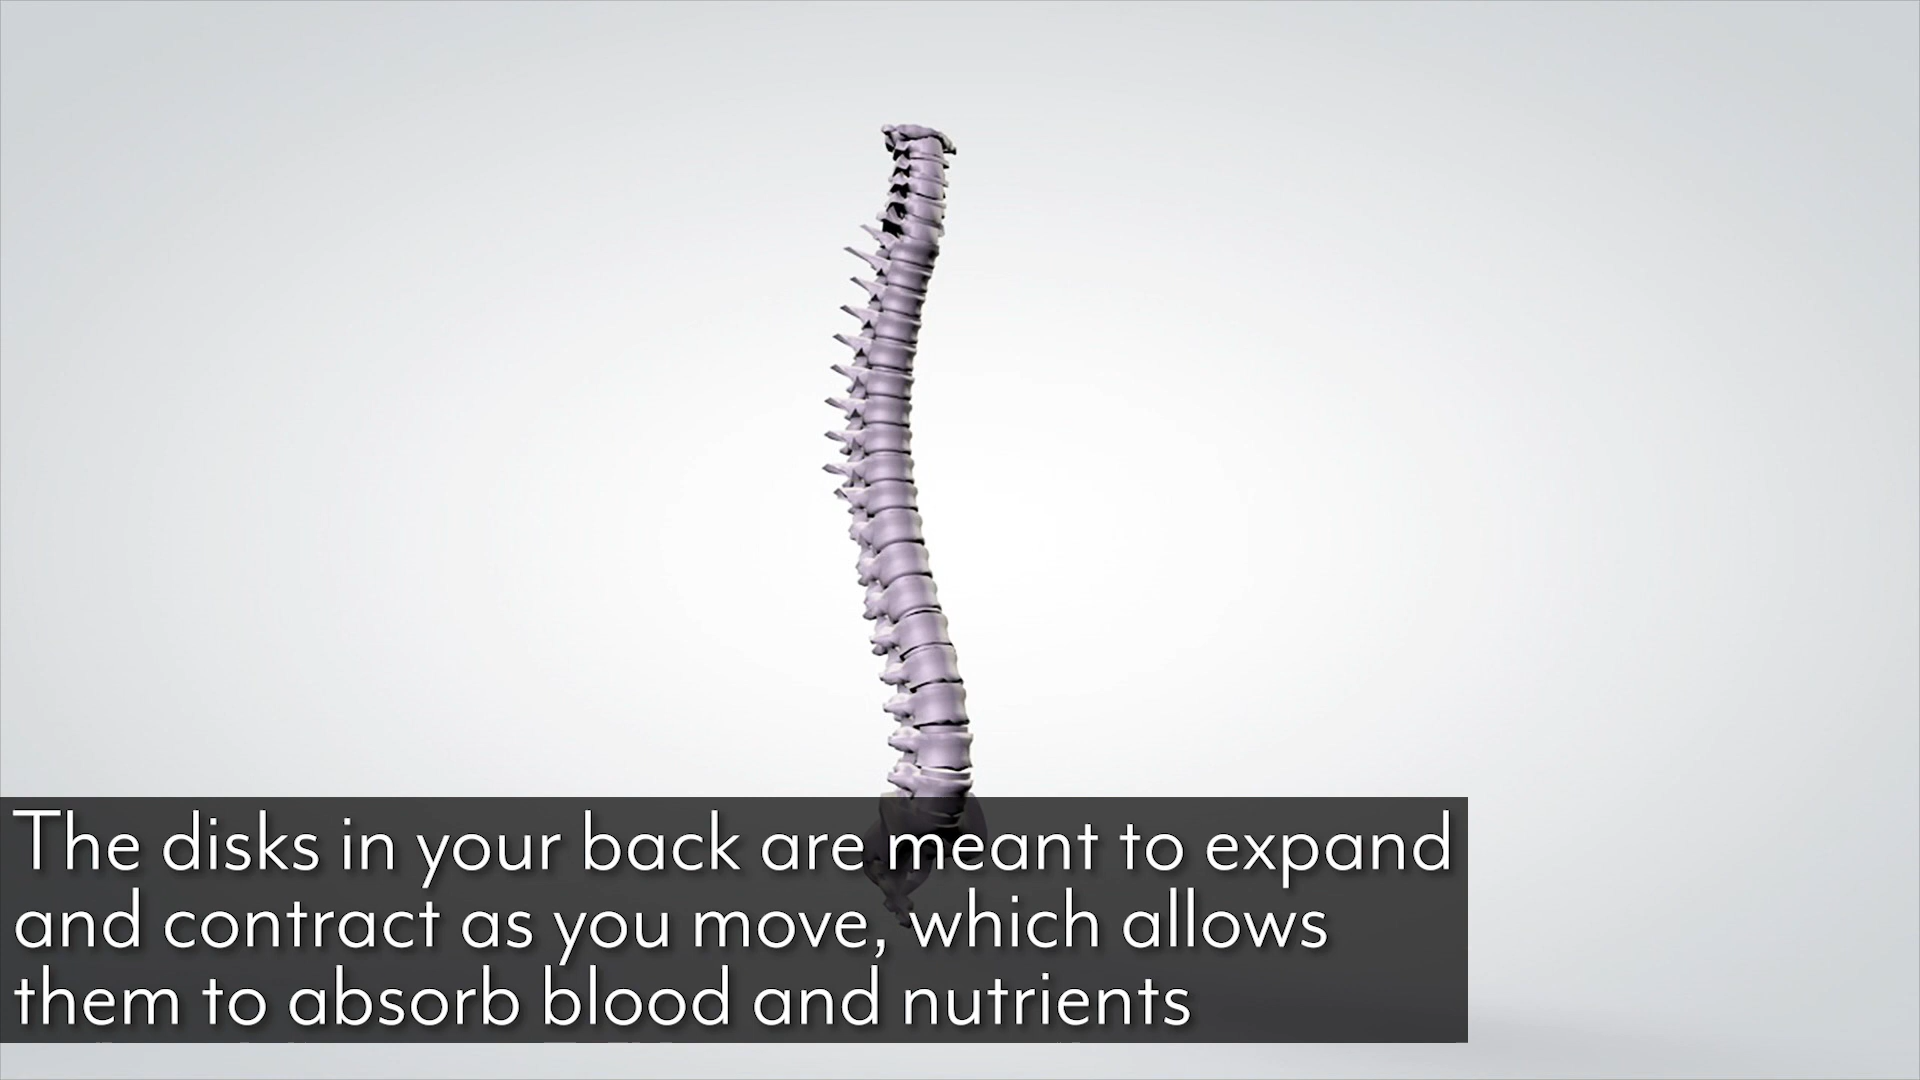 The disks in your back are meant to expand
and contract as you move, which allows
them to absorb blood and nutrients